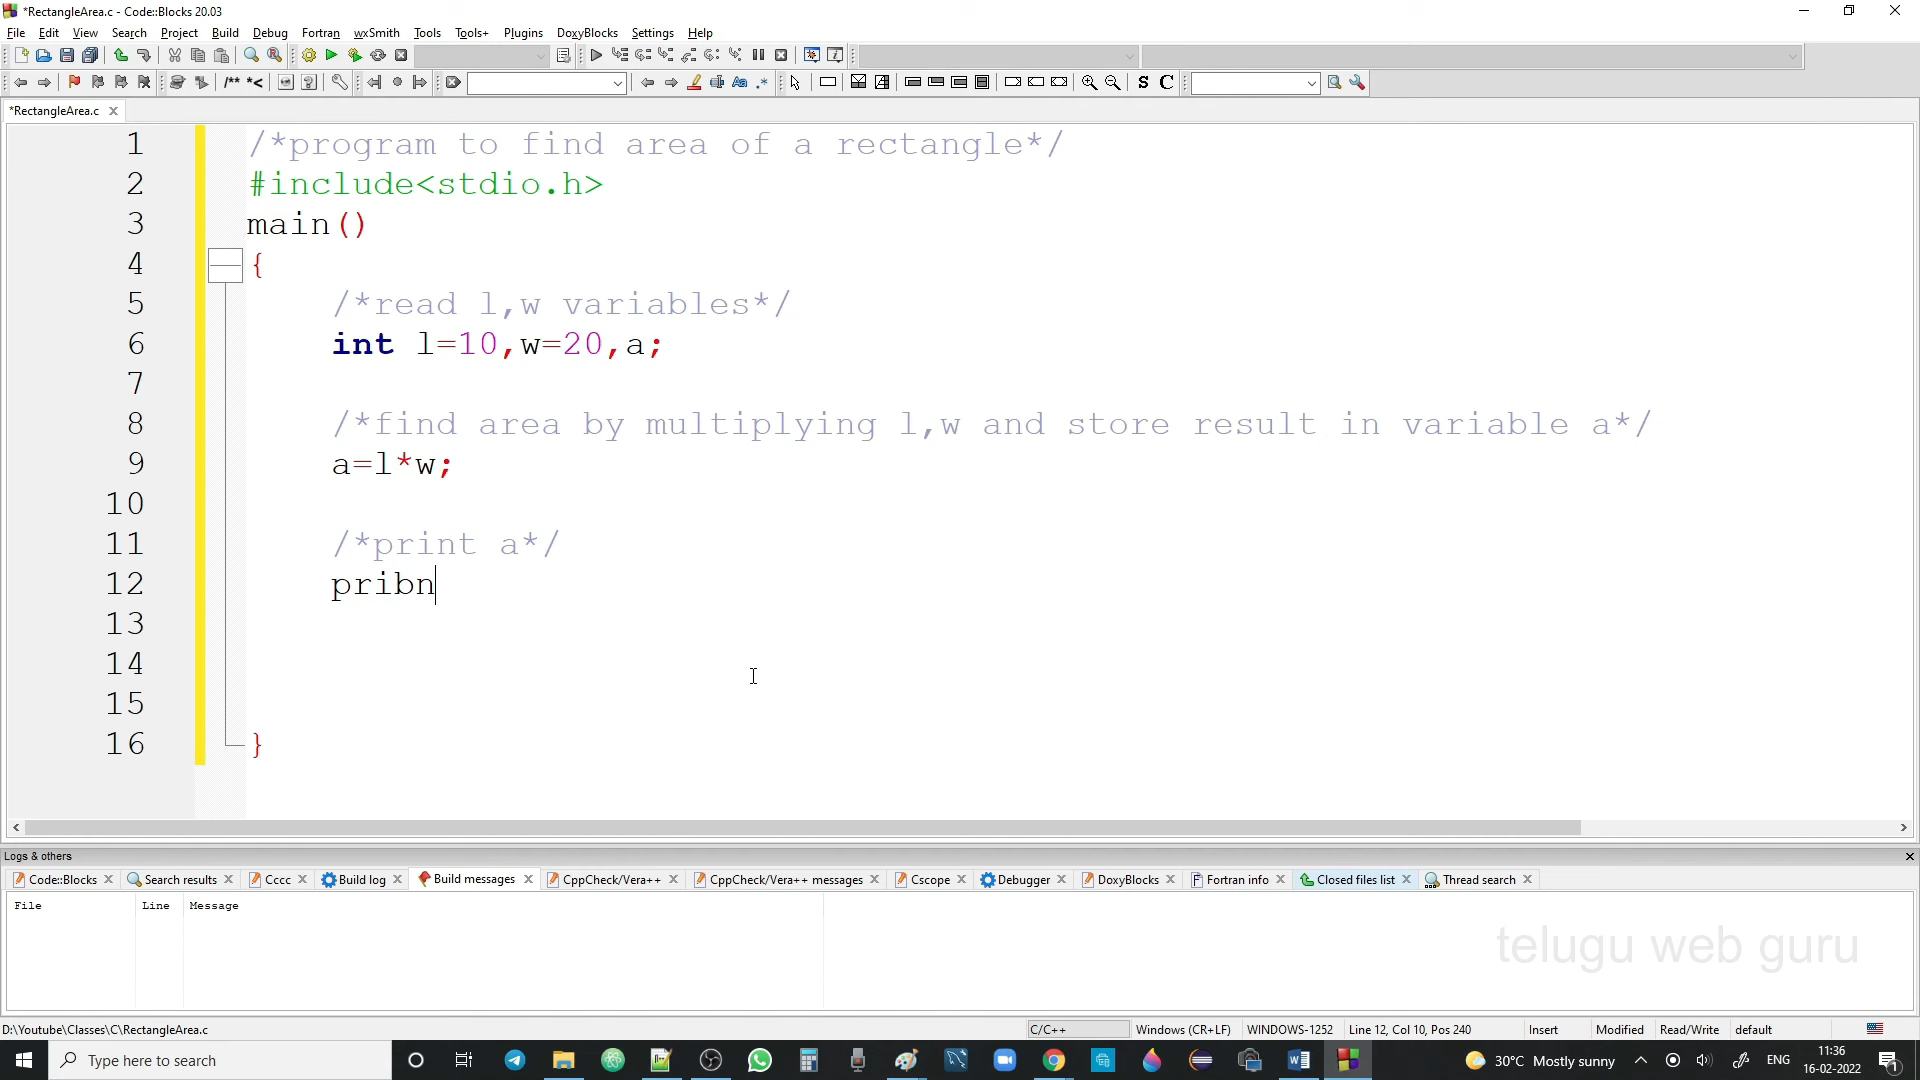 *RectangleArea.c - Code::Blocks 20.03
File Edit View Search Project Build Debug Fortran wxSmith Tools Tools+ Plugins DoxyBlocks Settings Help
/** *< Aa .* S C
*RectangleArea.c
1 /*program to find area of a rectangle*/
2 #include<stdio.h>
3 main()
4 {
5 /*read l,w variables*/
6 int l=10,w=20,a;
7
8 /*find area by multiplying l,w and store result in variable a*/
9 a=l*w;
10
11 /*print a*/
12 pribn
13
14
15
16 }
Logs & others
Code::Blocks Search results Cccc Build log Build messages CppCheck/Vera++ CppCheck/Vera++ messages Cscope Debugger DoxyBlocks Fortran info Closed files list Thread search
File Line Message
telugu web guru
D:\Youtube\Classes\C\RectangleArea.c C/C++ Windows (CR+LF) WINDOWS-1252 Line 12, Col 10, Pos 240 Insert Modified Read/Write default
Type here to search 30°C Mostly sunny ENG 11:36
16-02-2022 1